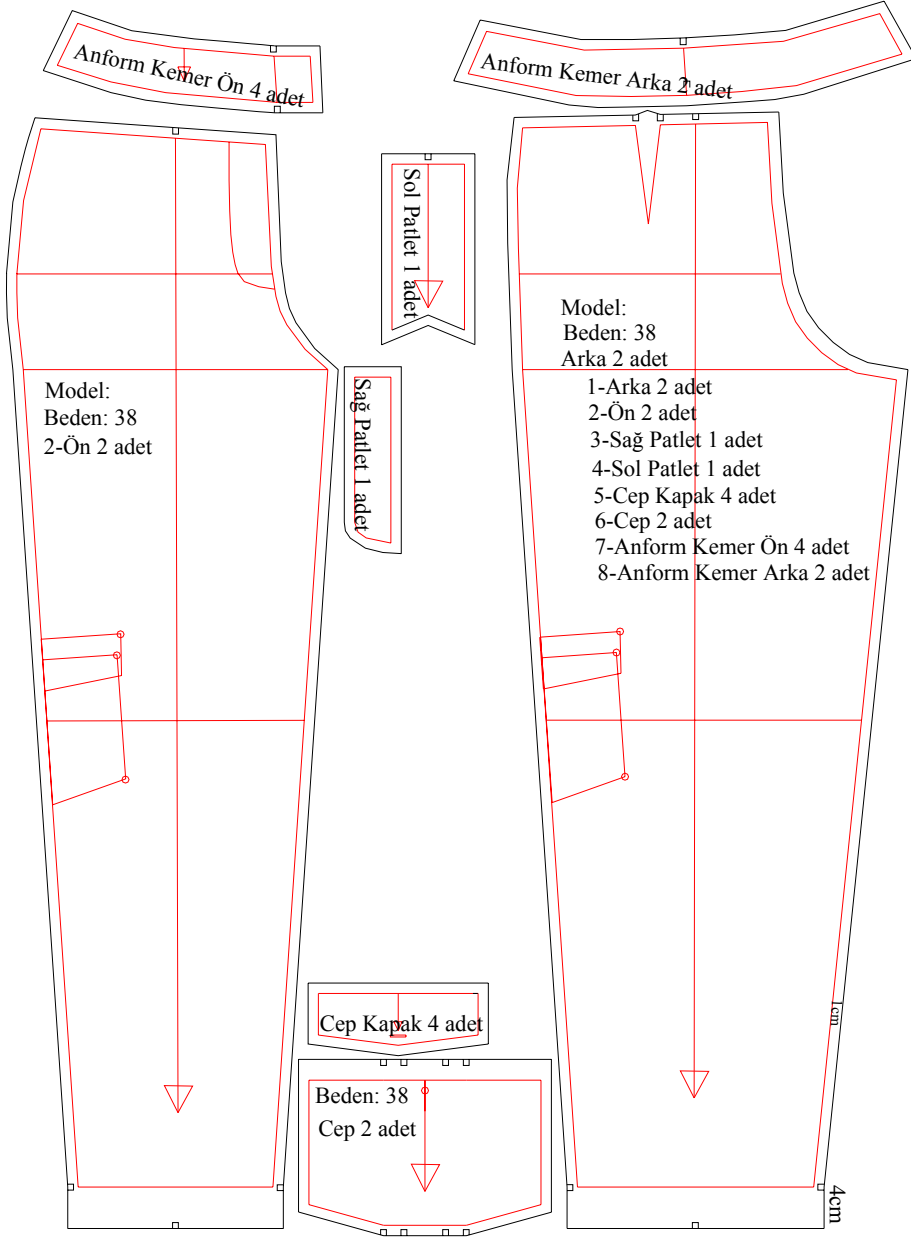 Anform Kemer Ön 4 adet
Anform Kemer Arka 2 adet
Sol Patlet 1 adet
Model:
Beden: 38
2-Ön 2 adet
Sağ Patlet 1 adet
Model:
Beden: 38
Arka 2 adet
1-Arka 2 adet
2-Ön 2 adet
3-Sağ Patlet 1 adet
4-Sol Patlet 1 adet
5-Cep Kapak 4 adet
6-Cep 2 adet
7-Anform Kemer Ön 4 adet
8-Anform Kemer Arka 2 adet
Cep Kapak 4 adet
1cm
Beden: 38
Cep 2 adet
4cm